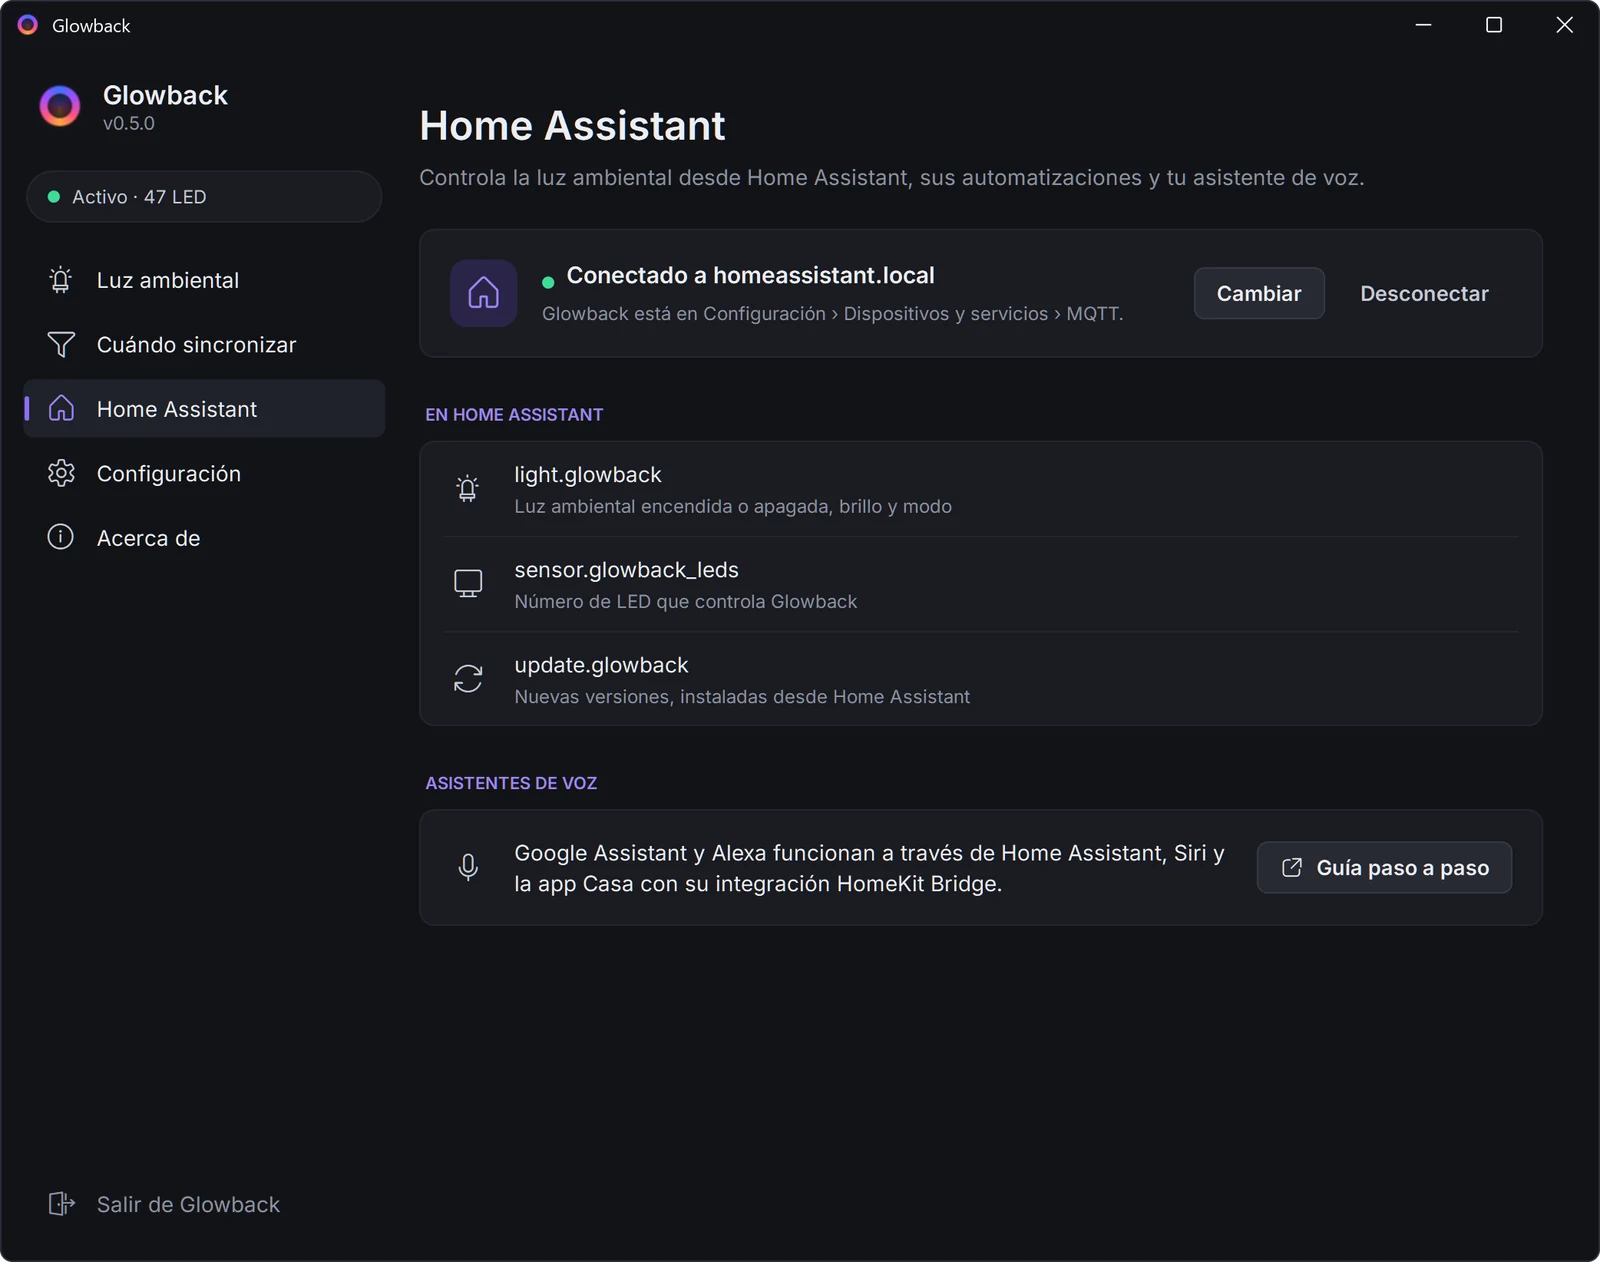 Glowback
Glowback
v0.5.0
Activo · 47 LED
Luz ambiental
Cuándo sincronizar
Home Assistant
Configuración
Acerca de
Salir de Glowback
Home Assistant
Controla la luz ambiental desde Home Assistant, sus automatizaciones y tu asistente de voz.
Conectado a homeassistant.local
Glowback está en Configuración › Dispositivos y servicios › MQTT.
Cambiar
Desconectar
EN HOME ASSISTANT
light.glowback
Luz ambiental encendida o apagada, brillo y modo
sensor.glowback_leds
Número de LED que controla Glowback
update.glowback
Nuevas versiones, instaladas desde Home Assistant
ASISTENTES DE VOZ
Google Assistant y Alexa funcionan a través de Home Assistant, Siri y
la app Casa con su integración HomeKit Bridge.
Guía paso a paso